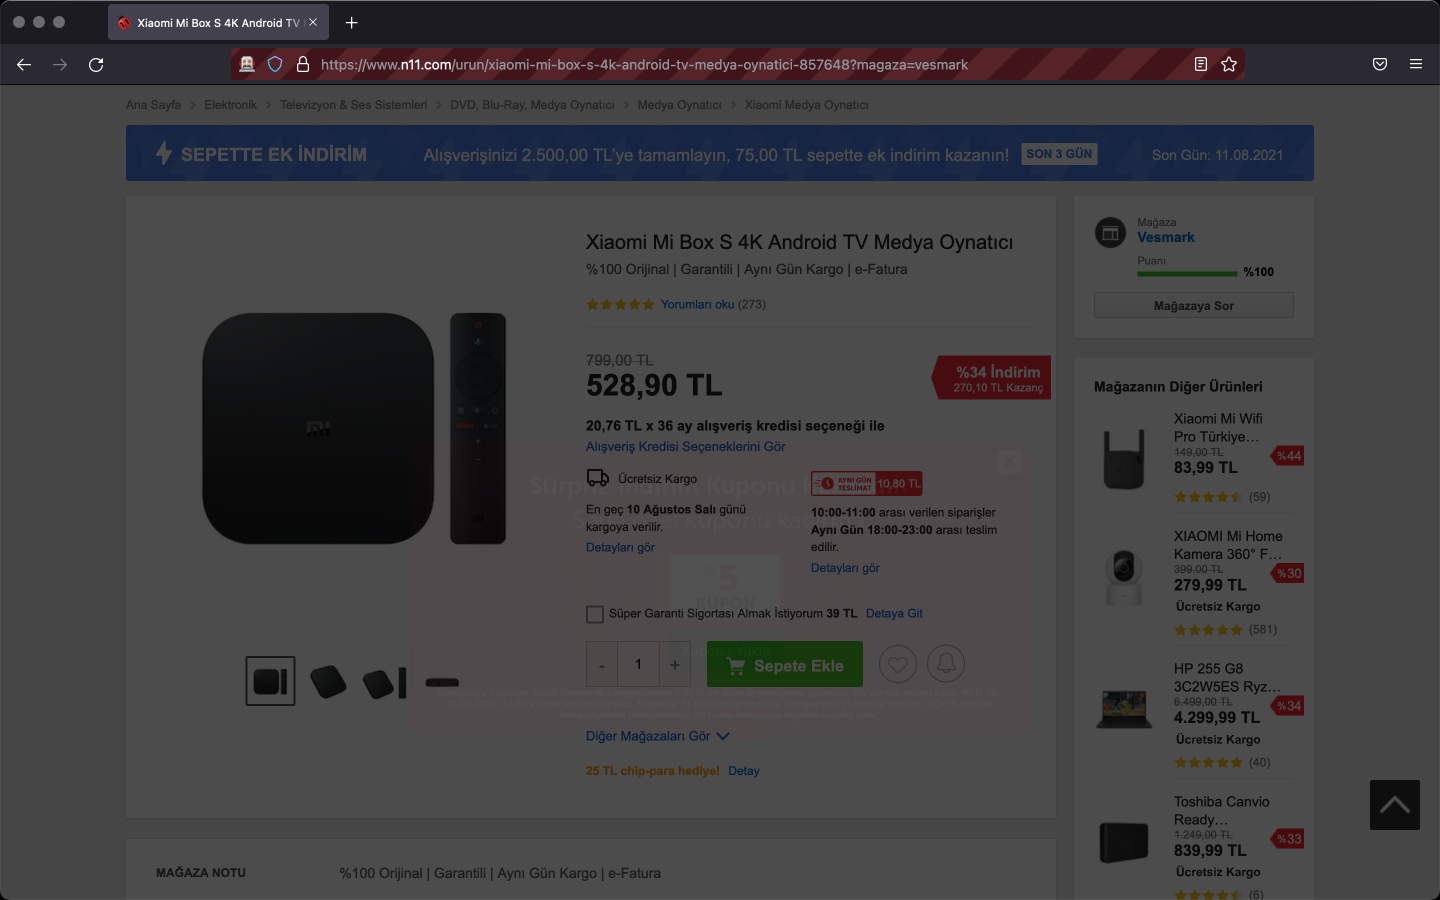 Xiaomi Mi Box S 4K Android TV
https://www.n11.com/urun/xiaomi-mi-box-s-4k-android-tv-medya-oynatici-857648?magaza=vesmark
Ana Sayfa > Elektronik > Televizyon & Ses Sistemleri > DVD, Blu-Ray, Medya Oynatıcı > Medya Oynatıcı > Xiaomi Medya Oynatıcı
SEPETTE EK İNDİRİM
Alışverişinizi 2.500,00 TL'ye tamamlayın, 75,00 TL sepette ek indirim kazanın!
SON 3 GÜN
Son Gün: 11.08.2021
Xiaomi Mi Box S 4K Android TV Medya Oynatıcı
%100 Orijinal | Garantili | Aynı Gün Kargo | e-Fatura
Yorumları oku (273)
799,00 TL
528,90 TL
%34 İndirim
270,10 TL Kazanç
20,76 TL x 36 ay alışveriş kredisi seçeneği ile
Alışveriş Kredisi Seçeneklerini Gör
Ücretsiz Kargo
En geç 10 Ağustos Salı günü
kargoya verilir.
Detayları gör
AYNI GÜN
TESLİMAT
10,80 TL
10:00-11:00 arası verilen siparişler
Aynı Gün 18:00-23:00 arası teslim
edilir.
Detayları gör
5
KUPON
Süper Garanti Sigortası Almak İstiyorum 39 TL Detaya Git
Kuponu Yükle
- 1 +
Sepete Ekle
Diğer Mağazaları Gör
25 TL chip-para hediye! Detay
MAĞAZA NOTU
%100 Orijinal | Garantili | Aynı Gün Kargo | e-Fatura
Mağaza
Vesmark
Puanı
%100
Mağazaya Sor
Mağazanın Diğer Ürünleri
Xiaomi Mi Wifi
Pro Türkiye...
149,00 TL
83,99 TL
%44
(59)
XIAOMI Mi Home
Kamera 360° F...
399,00 TL
279,99 TL
%30
Ücretsiz Kargo
(581)
HP 255 G8
3C2W5ES Ryz...
6.499,00 TL
4.299,99 TL
%34
Ücretsiz Kargo
(40)
Toshiba Canvio
Ready...
1.249,00 TL
839,99 TL
%33
Ücretsiz Kargo
(6)